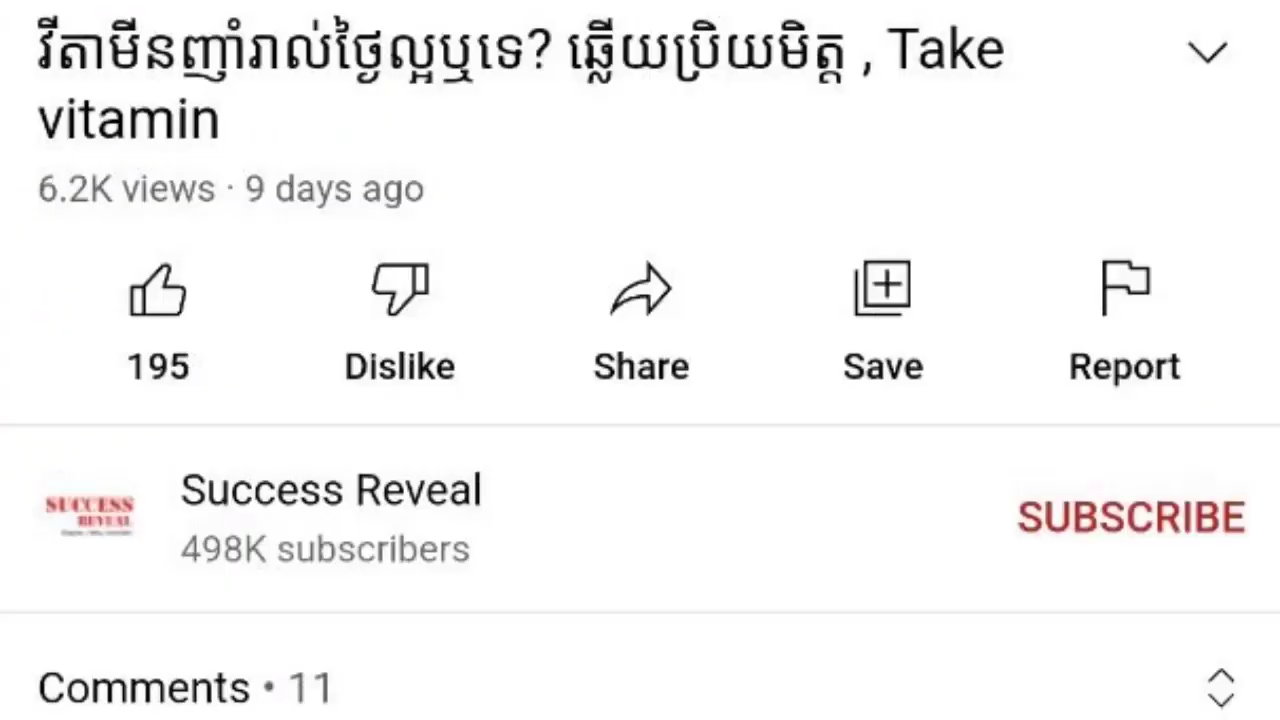 វីតាមីនញ៉ាំរាល់ថ្ងៃល្អឬទេ? ឆ្លើយប្រិយមិត្ត , Take
vitamin
6.2K views · 9 days ago
195 Dislike Share Save Report
SUCCESS
REVEAL
Success Reveal
498K subscribers
SUBSCRIBE
Comments • 11